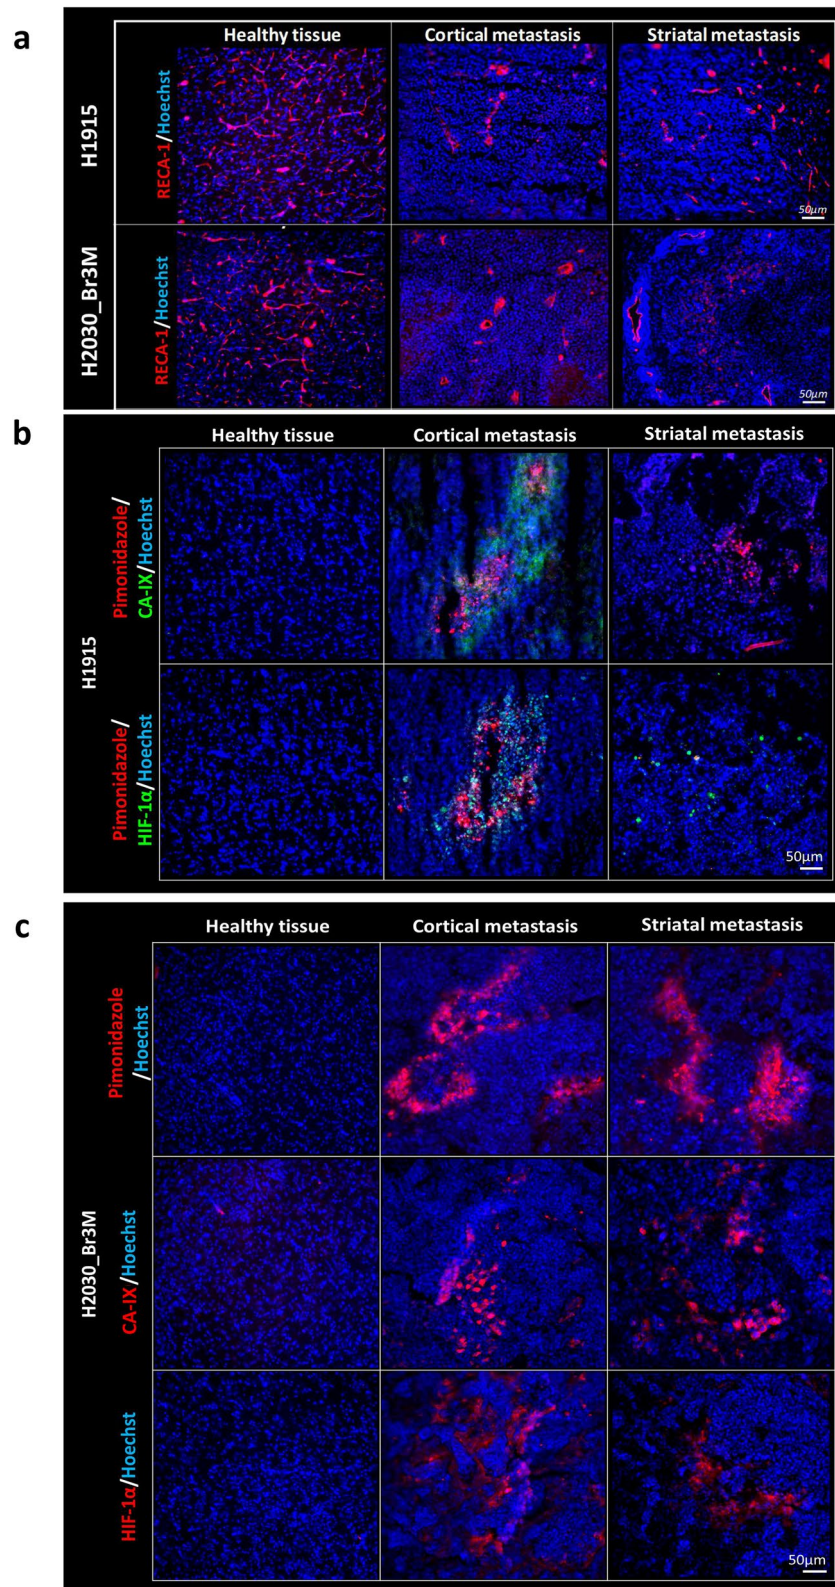 a
Healthy tissue
Cortical metastasis
Striatal metastasis
H1915
RECA-1/Hoechst
50µm
H2030_Br3M
RECA-1/Hoechst
50µm
b
Healthy tissue
Cortical metastasis
Striatal metastasis
H1915
Pimonidazole/
CA-IX/Hoechst
Pimonidazole/
HIF-1α/Hoechst
50µm
c
Healthy tissue
Cortical metastasis
Striatal metastasis
H2030_Br3M
Pimonidazole
/Hoechst
CA-IX/Hoechst
HIF-1α/Hoechst
50µm